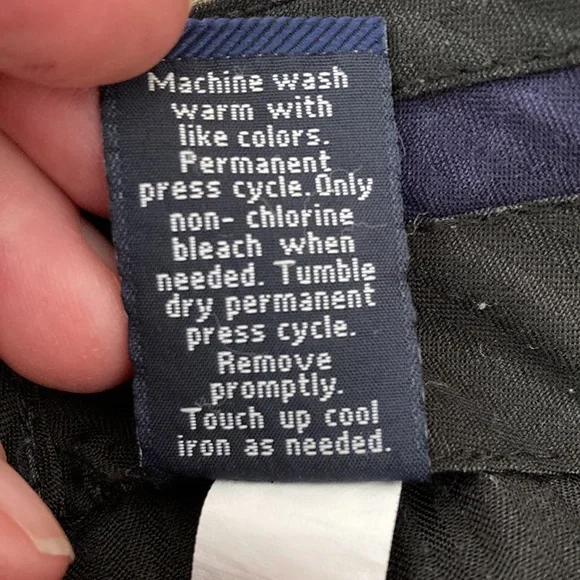 Machine wash
warm with
like colors.
Permanent
press cycle. Only
non- chlorine
bleach when
needed. Tumble
dry permanent
press cycle.
Remove
promptly.
Touch up cool
iron as needed.